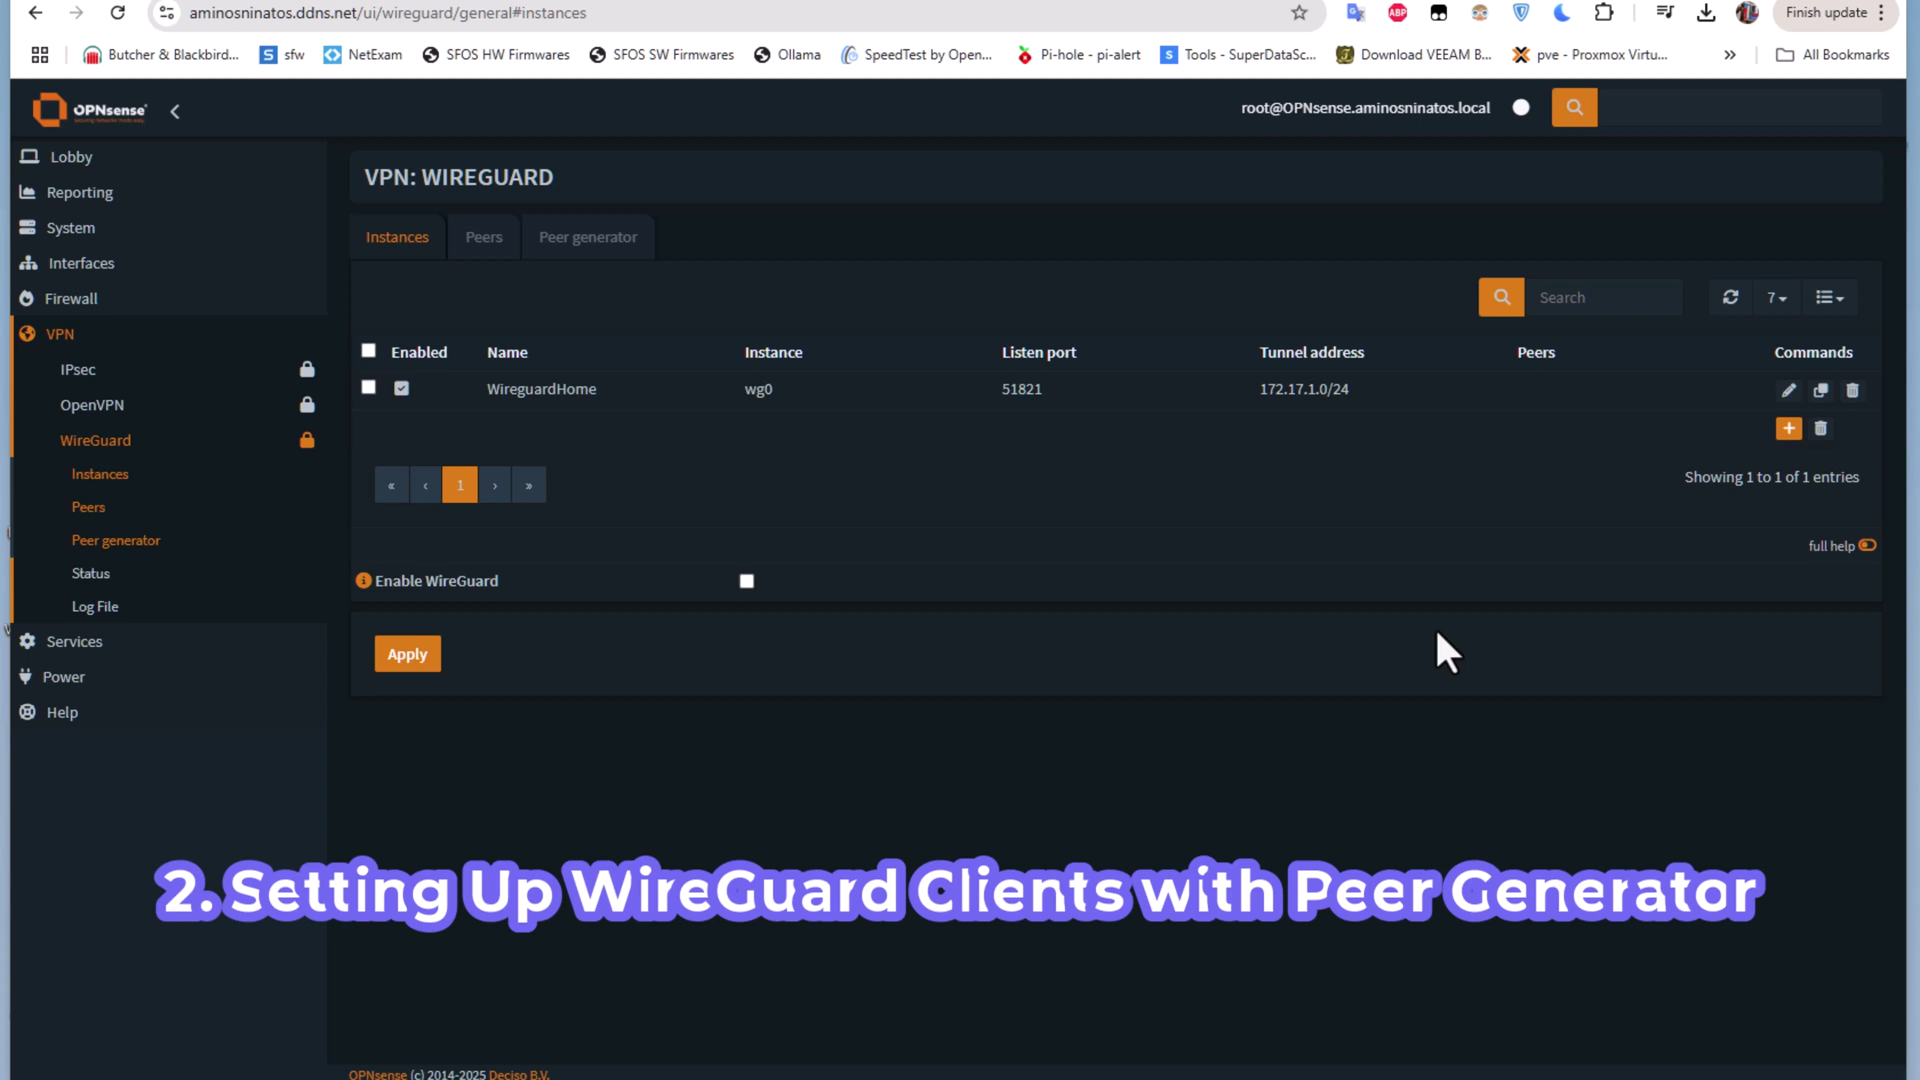 aminosninatos.ddns.net/ui/wireguard/general#instances
Finish update
Butcher & Blackbird...
sfw
NetExam
SFOS HW Firmwares
SFOS SW Firmwares
Ollama
SpeedTest by Open...
Pi-hole - pi-alert
Tools - SuperDataSc...
Download VEEAM B...
pve - Proxmox Virtu...
»
All Bookmarks
OPNsense
root@OPNsense.aminosninatos.local
Lobby
Reporting
System
Interfaces
Firewall
VPN
IPsec
OpenVPN
WireGuard
Instances
Peers
Peer generator
Status
Log File
Services
Power
Help
VPN: WIREGUARD
Instances
Peers
Peer generator
Search
7
Enabled Name Instance Listen port Tunnel address Peers Commands
WireguardHome wg0 51821 172.17.1.0/24
« ‹ 1 › »
Showing 1 to 1 of 1 entries
full help
Enable WireGuard
Apply
2. Setting Up WireGuard Clients with Peer Generator
OPNsense (c) 2014-2025 Deciso B.V.